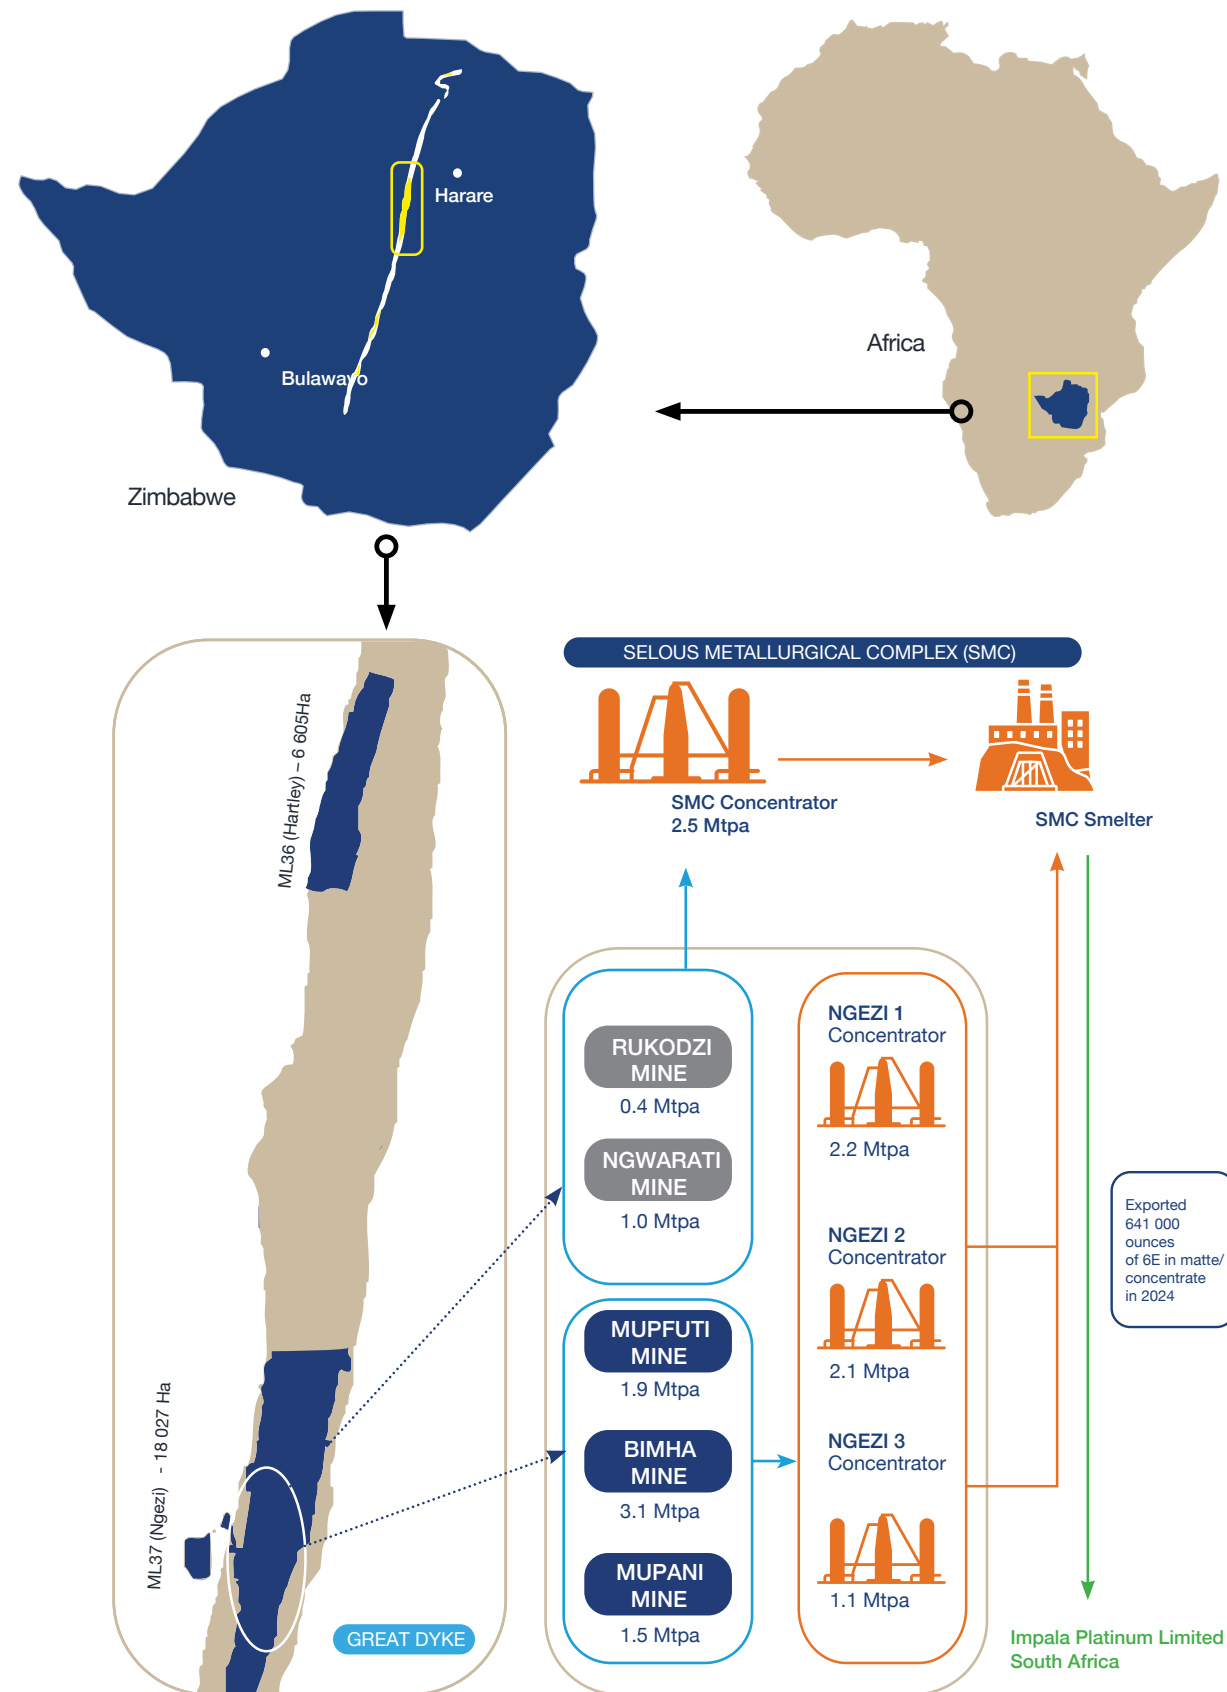 Harare
Bulawayo
Zimbabwe
Africa
SELOUS METALLURGICAL COMPLEX (SMC)
SMC Concentrator
2.5 Mtpa
SMC Smelter
ML36 (Hartley) – 6 605Ha
ML37 (Ngezi) - 18 027 Ha
GREAT DYKE
RUKODZI
MINE
0.4 Mtpa
NGWARATI
MINE
1.0 Mtpa
MUPFUTI
MINE
1.9 Mtpa
BIMHA
MINE
3.1 Mtpa
MUPANI
MINE
1.5 Mtpa
NGEZI 1
Concentrator
2.2 Mtpa
NGEZI 2
Concentrator
2.1 Mtpa
NGEZI 3
Concentrator
1.1 Mtpa
Exported
641 000
ounces
of 6E in matte/
concentrate
in 2024
Impala Platinum Limited
South Africa